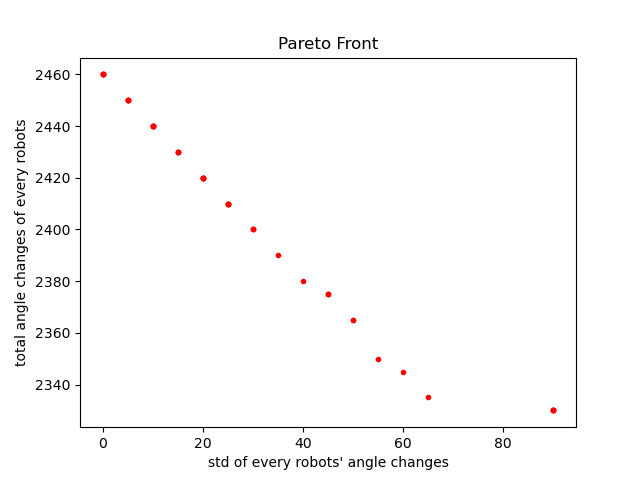 Pareto Front
total angle changes of every robots
2460
2440
2420
2400
2380
2360
2340
0 20 40 60 80
std of every robots' angle changes